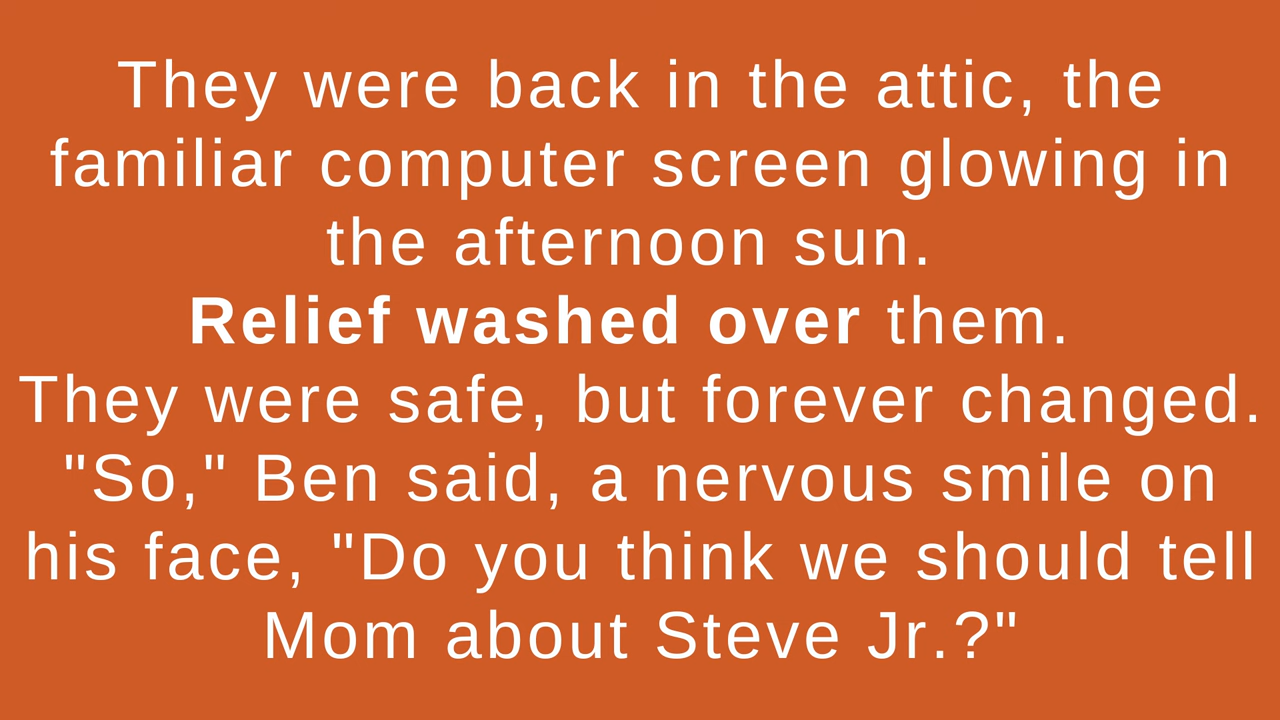 They were back in the attic, the
familiar computer screen glowing in
the afternoon sun.
Relief washed over them.
They were safe, but forever changed.
"So," Ben said, a nervous smile on
his face, "Do you think we should tell
Mom about Steve Jr.?"